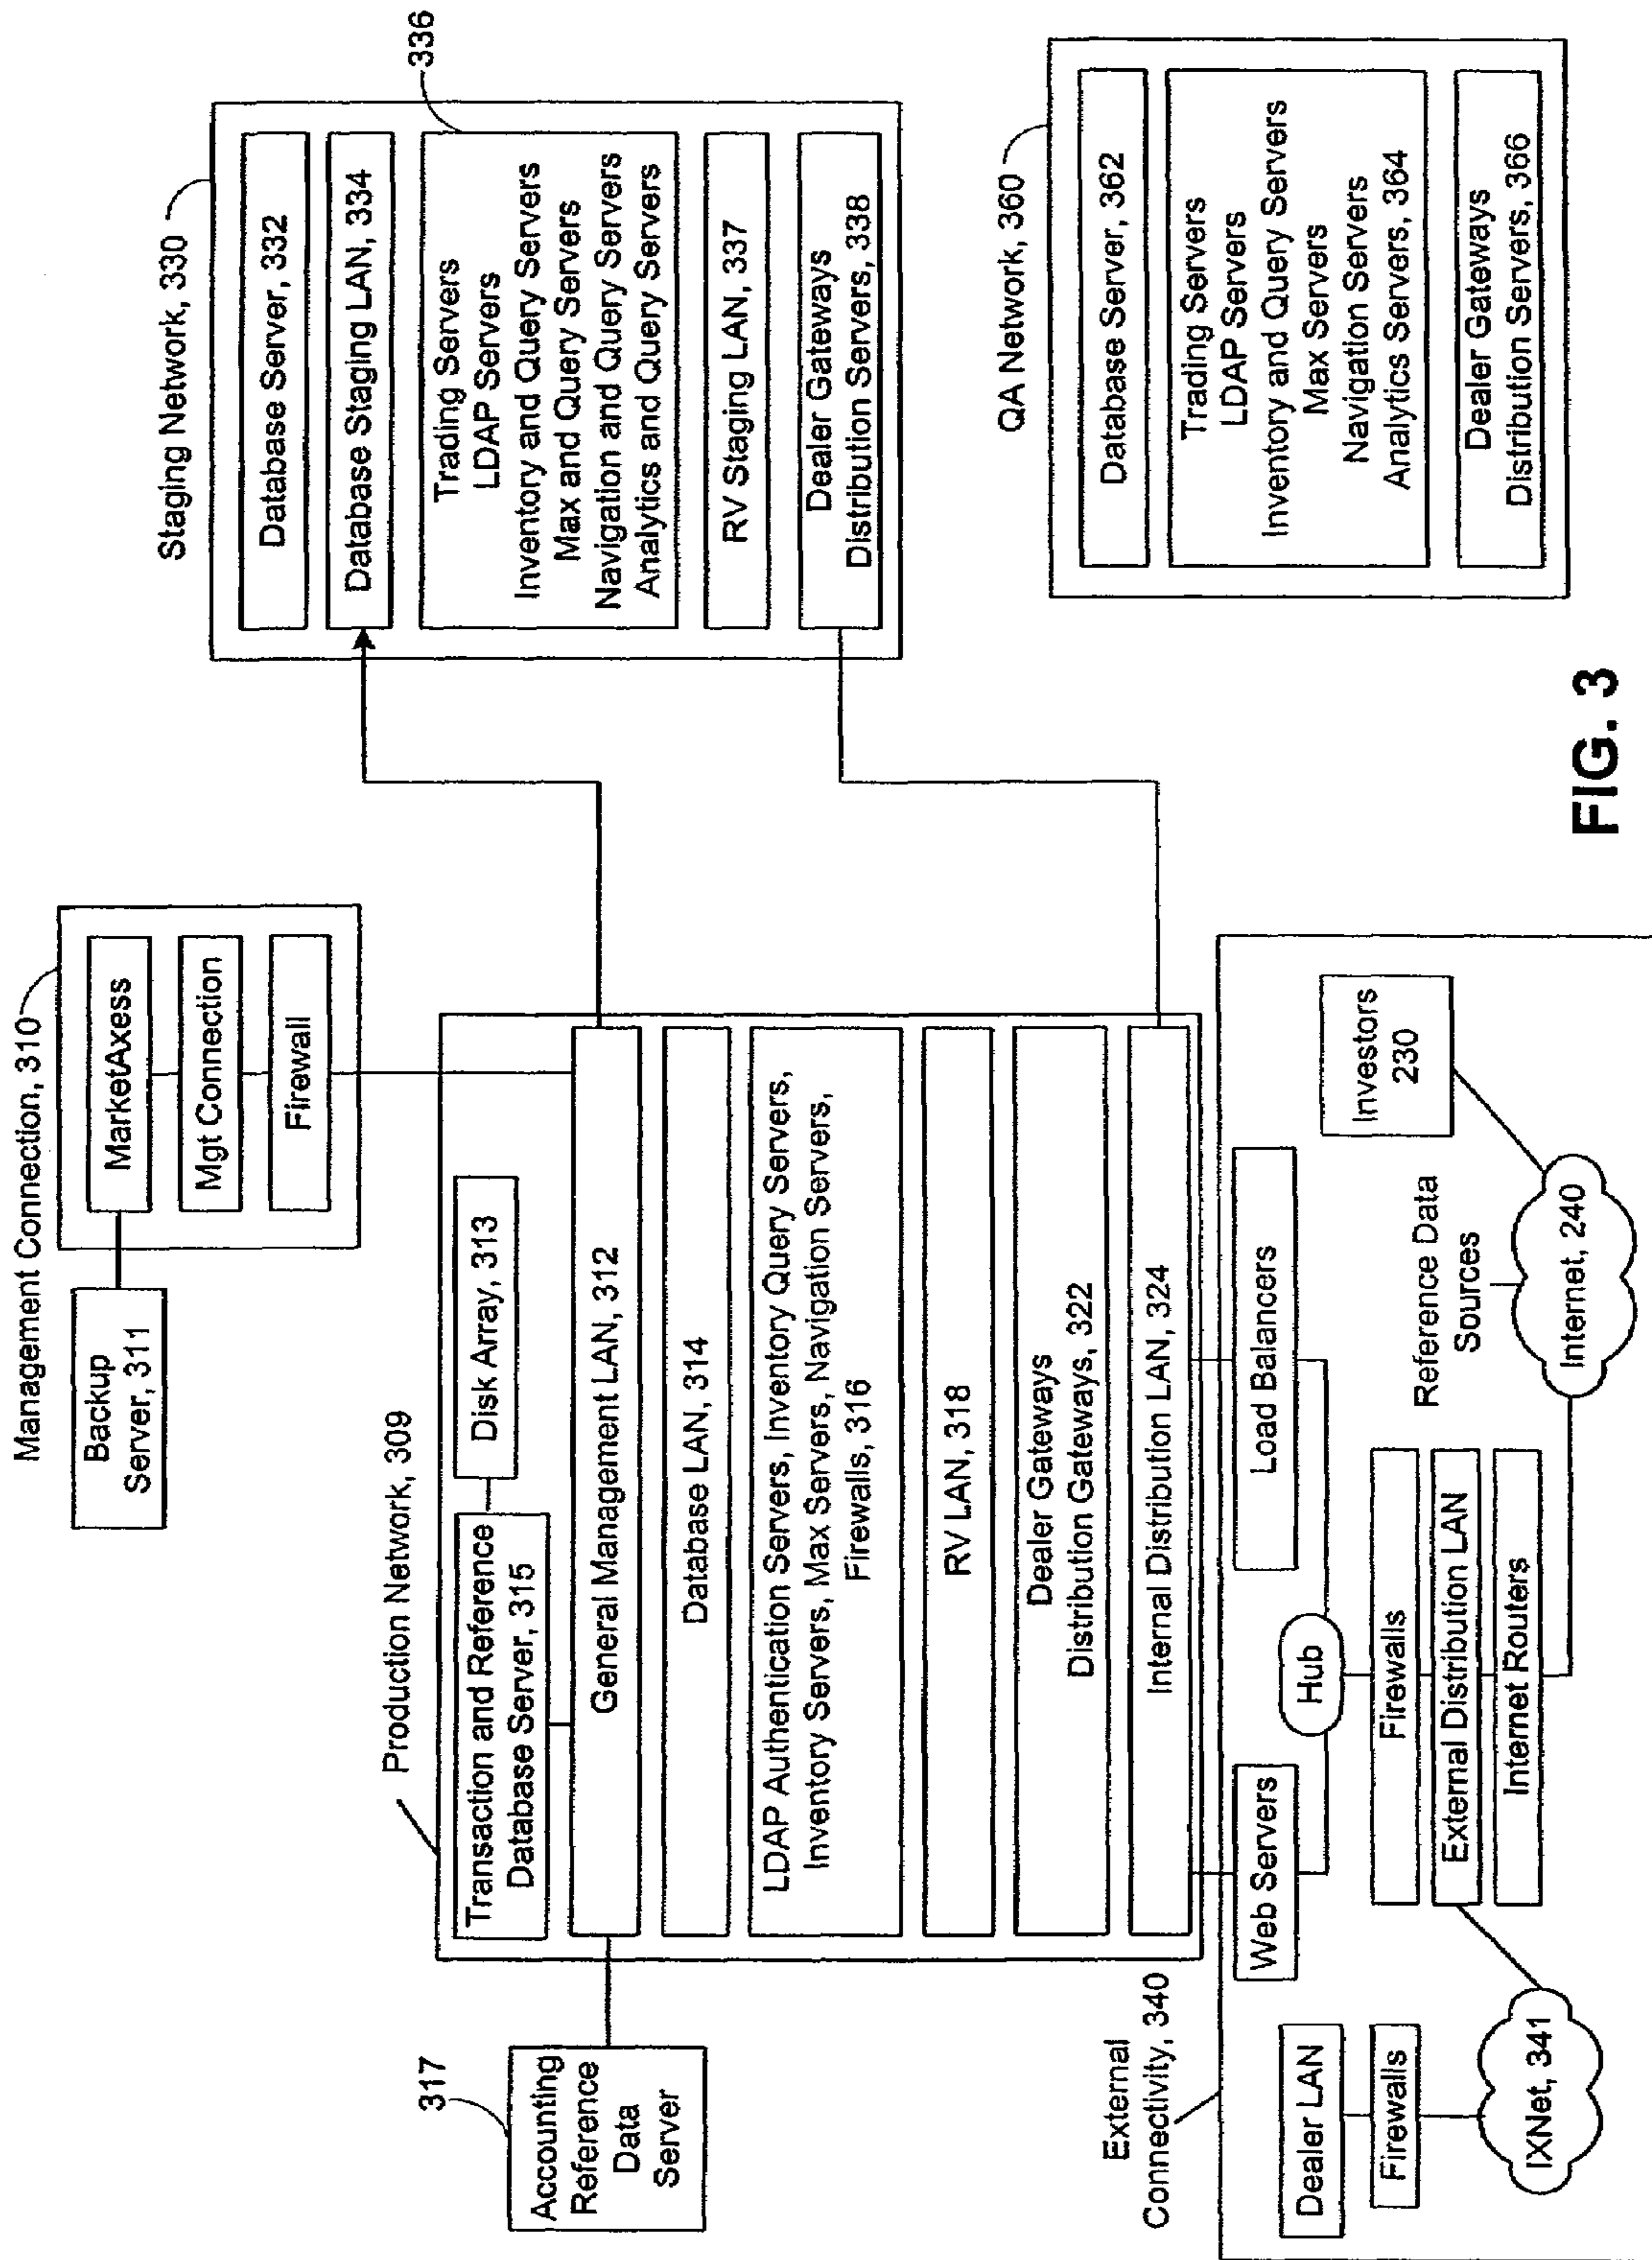 Management Connection, 310
Backup
Server, 311
MarketAxess
Mgt Connection
Firewall
Production Network, 309
Transaction and Reference
Database Server, 315
Disk Array, 313
General Management LAN, 312
Database LAN, 314
LDAP Authentication Servers, Inventory Query Servers,
Inventory Servers, Max Servers, Navigation Servers,
Firewalls, 316
RV LAN, 318
Dealer Gateways
Distribution Gateways, 322
Internal Distribution LAN, 324
317
Accounting
Reference
Data
Server
Staging Network, 330
Database Server, 332
Database Staging LAN, 334
336
Trading Servers
LDAP Servers
Inventory and Query Servers
Max and Query Servers
Navigation and Query Servers
Analytics and Query Servers
RV Staging LAN, 337
Dealer Gateways
Distribution Servers, 338
QA Network, 360
Database Server, 362
Trading Servers
LDAP Servers
Inventory and Query Servers
Max Servers
Navigation Servers
Analytics Servers, 364
Dealer Gateways
Distribution Servers, 366
External
Connectivity, 340
Web Servers
Load Balancers
Hub
Dealer LAN
Firewalls
IXNet, 341
Firewalls
External Distribution LAN
Internet Routers
Reference Data
Sources
Internet, 240
Investors
230
FIG. 3